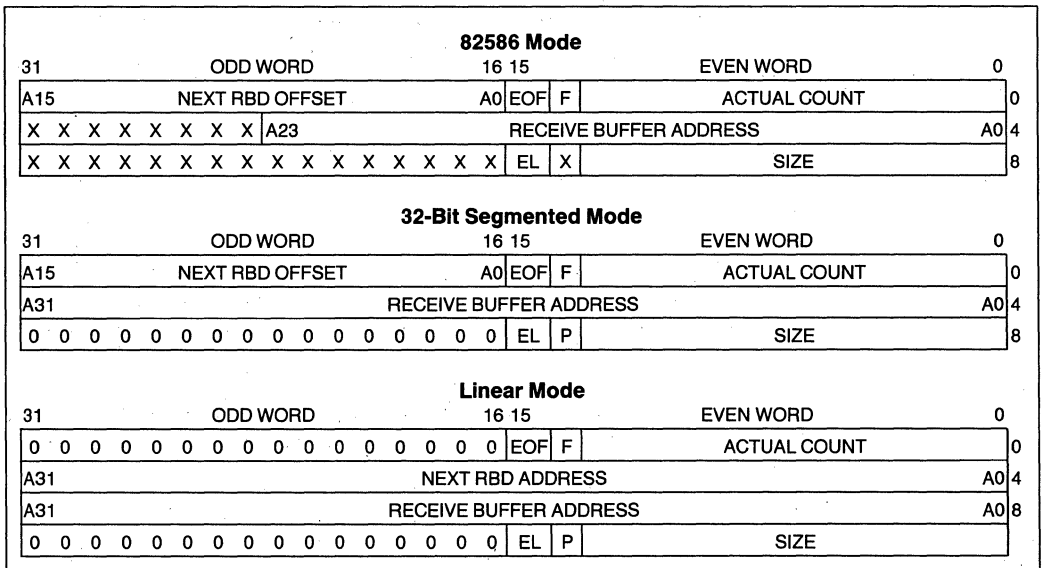 82586 Mode
31 ODD WORD 16 15 EVEN WORD 0
A15 NEXT RBD OFFSET A0 EOF F ACTUAL COUNT 0
X X X X X X X X A23 RECEIVE BUFFER ADDRESS A0 4
X X X X X X X X X X X X X X X X EL X SIZE 8
32-Bit Segmented Mode
31 ODD WORD 16 15 EVEN WORD 0
A15 NEXT RBD OFFSET A0 EOF F ACTUAL COUNT 0
A31 RECEIVE BUFFER ADDRESS A0 4
0 0 0 0 0 0 0 0 0 0 0 0 0 0 0 0 EL P SIZE 8
Linear Mode
31 ODD WORD 16 15 EVEN WORD 0
0 0 0 0 0 0 0 0 0 0 0 0 0 0 0 0 EOF F ACTUAL COUNT 0
A31 NEXT RBD ADDRESS A0 4
A31 RECEIVE BUFFER ADDRESS A0 8
0 0 0 0 0 0 0 0 0 0 0 0 0 0 0 0 EL P SIZE